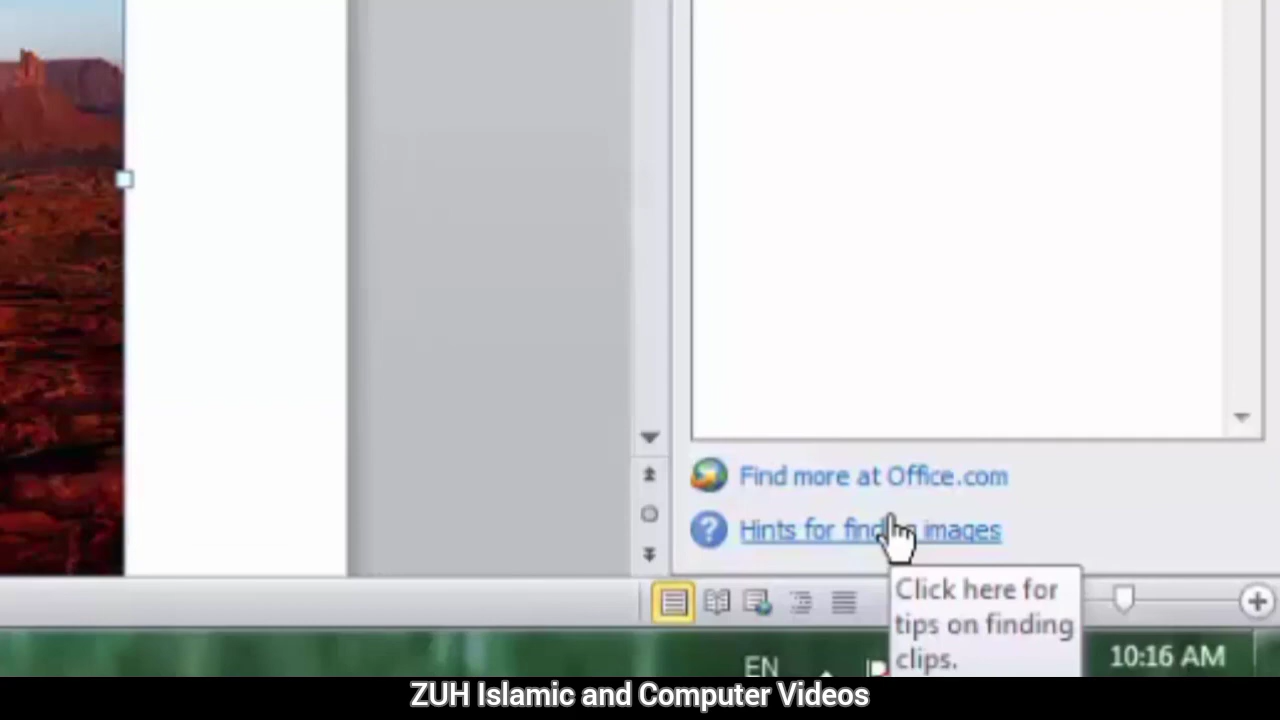 Find more at Office.com
Hints for finding images
Click here for
tips on finding
clips.
EN
10:16 AM
ZUH Islamic and Computer Videos